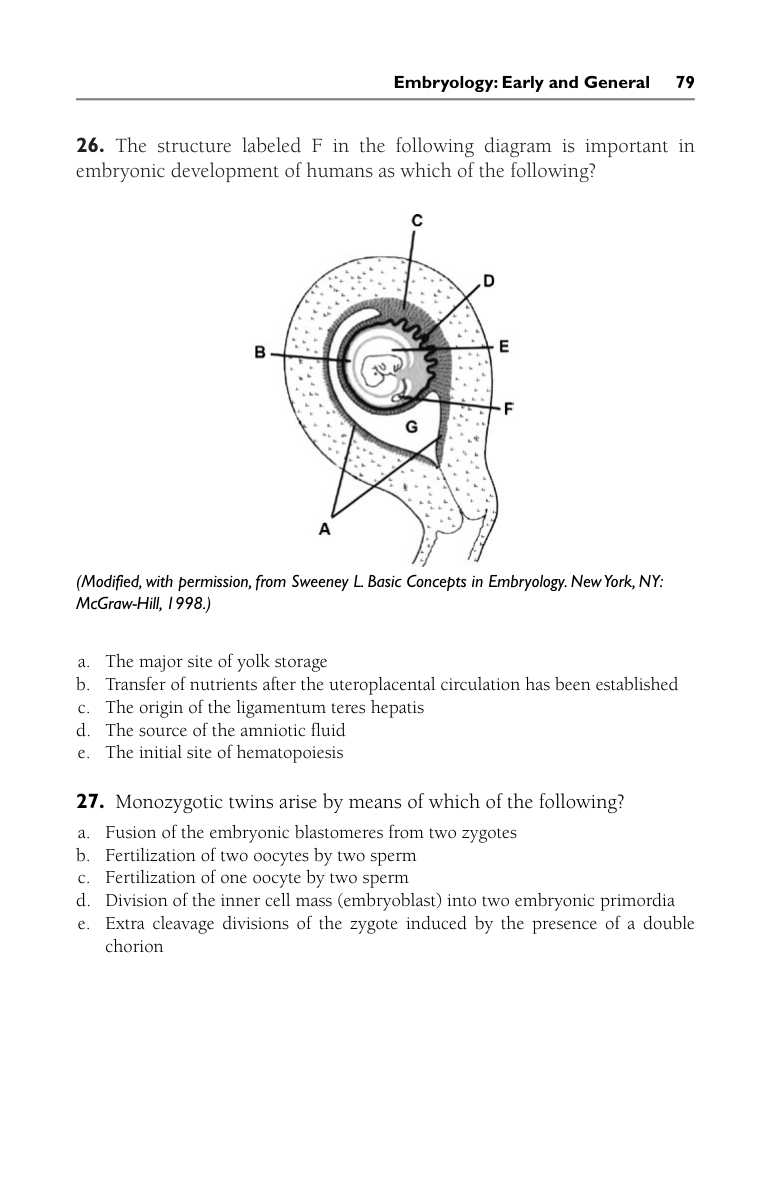 Embryology: Early and General 79
26. The structure labeled F in the following diagram is important in
embryonic development of humans as which of the following?
C
D
B
E
F
G
A
(Modified, with permission, from Sweeney L. Basic Concepts in Embryology. New York, NY:
McGraw-Hill, 1998.)
a. The major site of yolk storage
b. Transfer of nutrients after the uteroplacental circulation has been established
c. The origin of the ligamentum teres hepatis
d. The source of the amniotic fluid
e. The initial site of hematopoiesis
27. Monozygotic twins arise by means of which of the following?
a. Fusion of the embryonic blastomeres from two zygotes
b. Fertilization of two oocytes by two sperm
c. Fertilization of one oocyte by two sperm
d. Division of the inner cell mass (embryoblast) into two embryonic primordia
e. Extra cleavage divisions of the zygote induced by the presence of a double
chorion